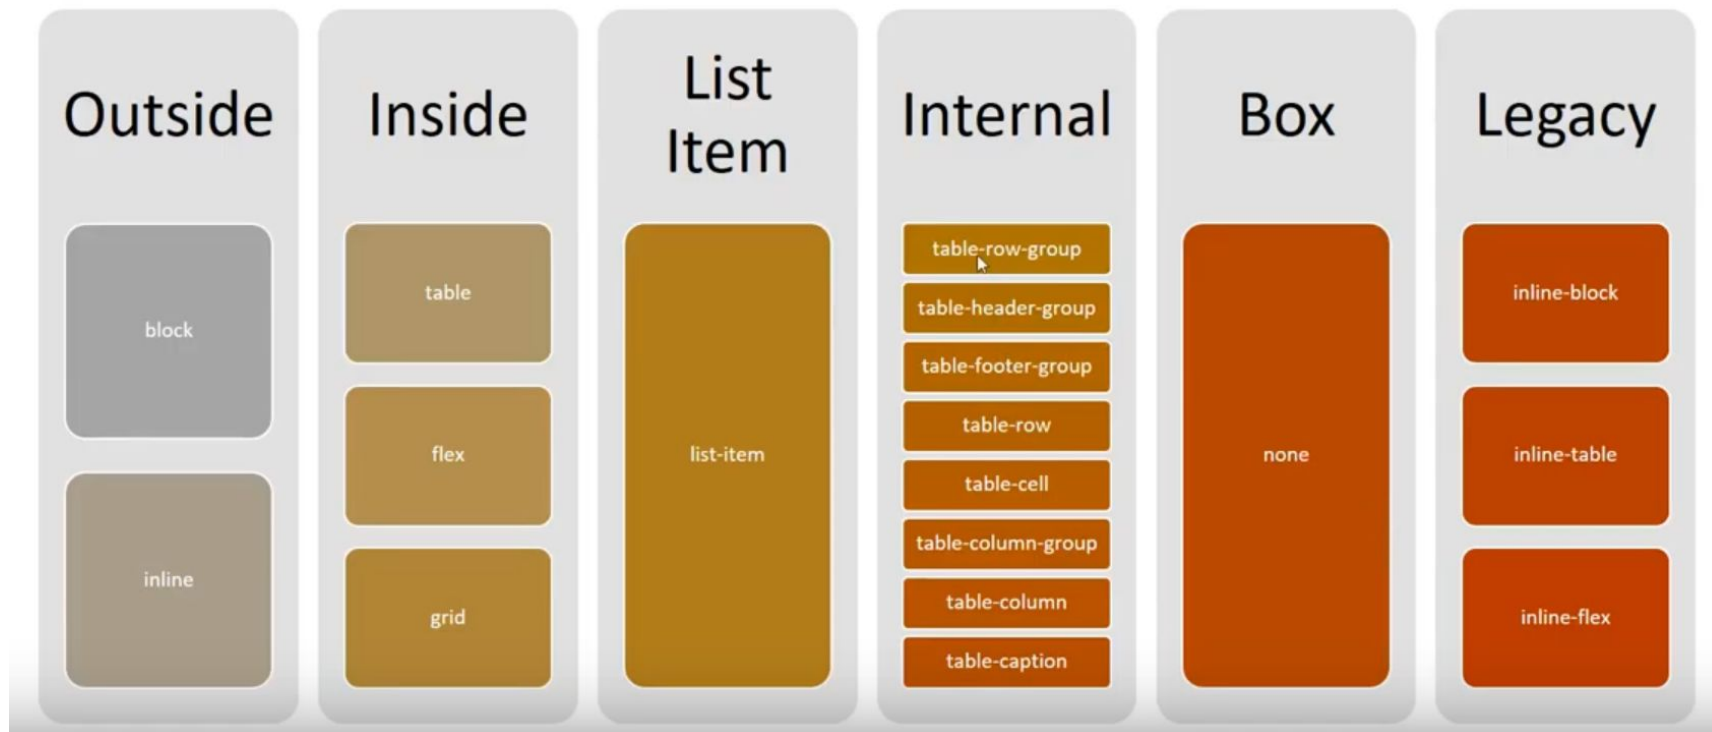 Outside
block
inline
Inside
table
flex
grid
List
Item
list-item
Internal
table-row-group
table-header-group
table-footer-group
table-row
table-cell
table-column-group
table-column
table-caption
Box
none
Legacy
inline-block
inline-table
inline-flex